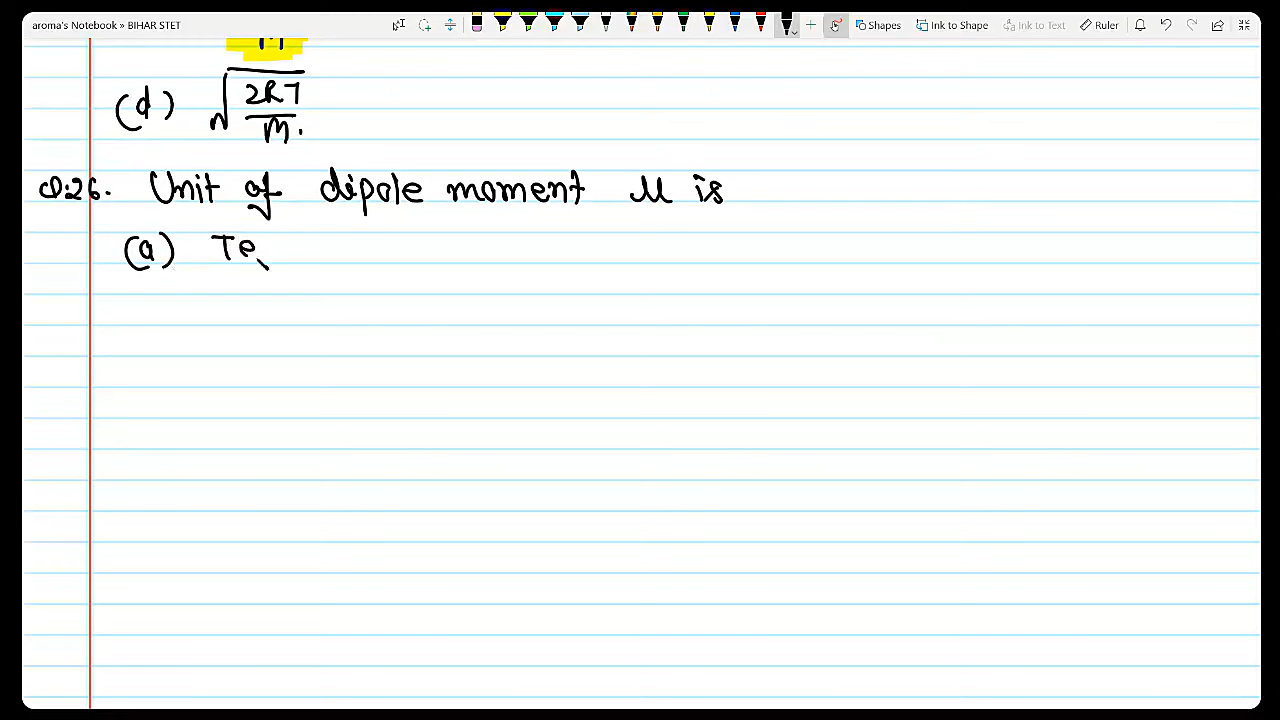 aroma's Notebook » BIHAR STET
Shapes Ink to Shape Ink to Text Ruler
M
(d) √2RT/M.
Q.26. Unit of dipole moment μ is
(a) Te